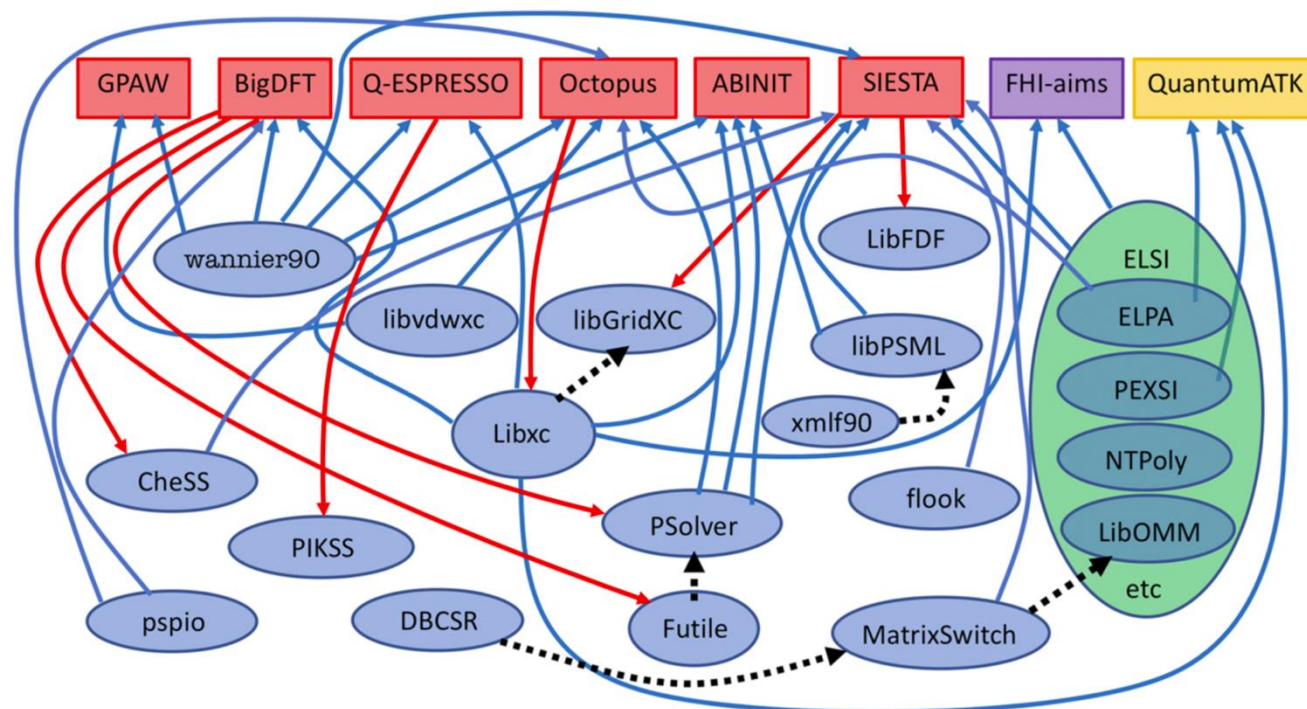 GPAW
BigDFT
Q-ESPRESSO
Octopus
ABINIT
SIESTA
FHI-aims
QuantumATK
wannier90
LibFDF
ELSI
libvdwxc
libGridXC
ELPA
libPSML
PEXSI
xmlf90
Libxc
NTPoly
CheSS
flook
PSolver
LibOMM
PIKSS
etc
pspio
DBCSR
Futile
MatrixSwitch